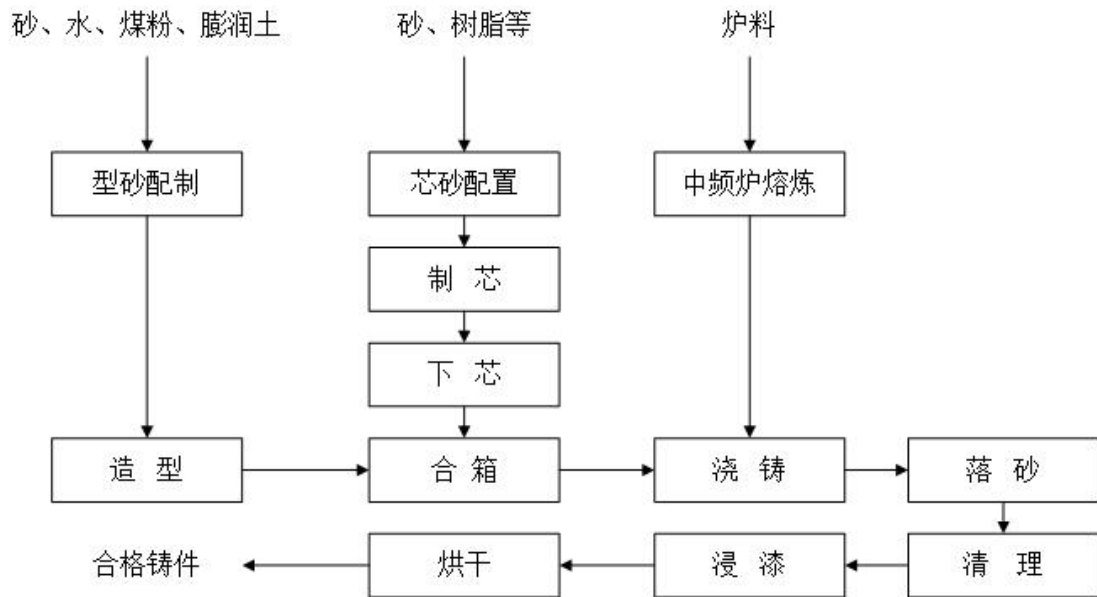 砂、水、煤粉、膨润土 砂、树脂等 炉料
型砂配制 芯砂配置 中频炉熔炼
制 芯
下 芯
造 型 合 箱 浇 铸 落 砂
合格铸件 烘干 浸 漆 清 理